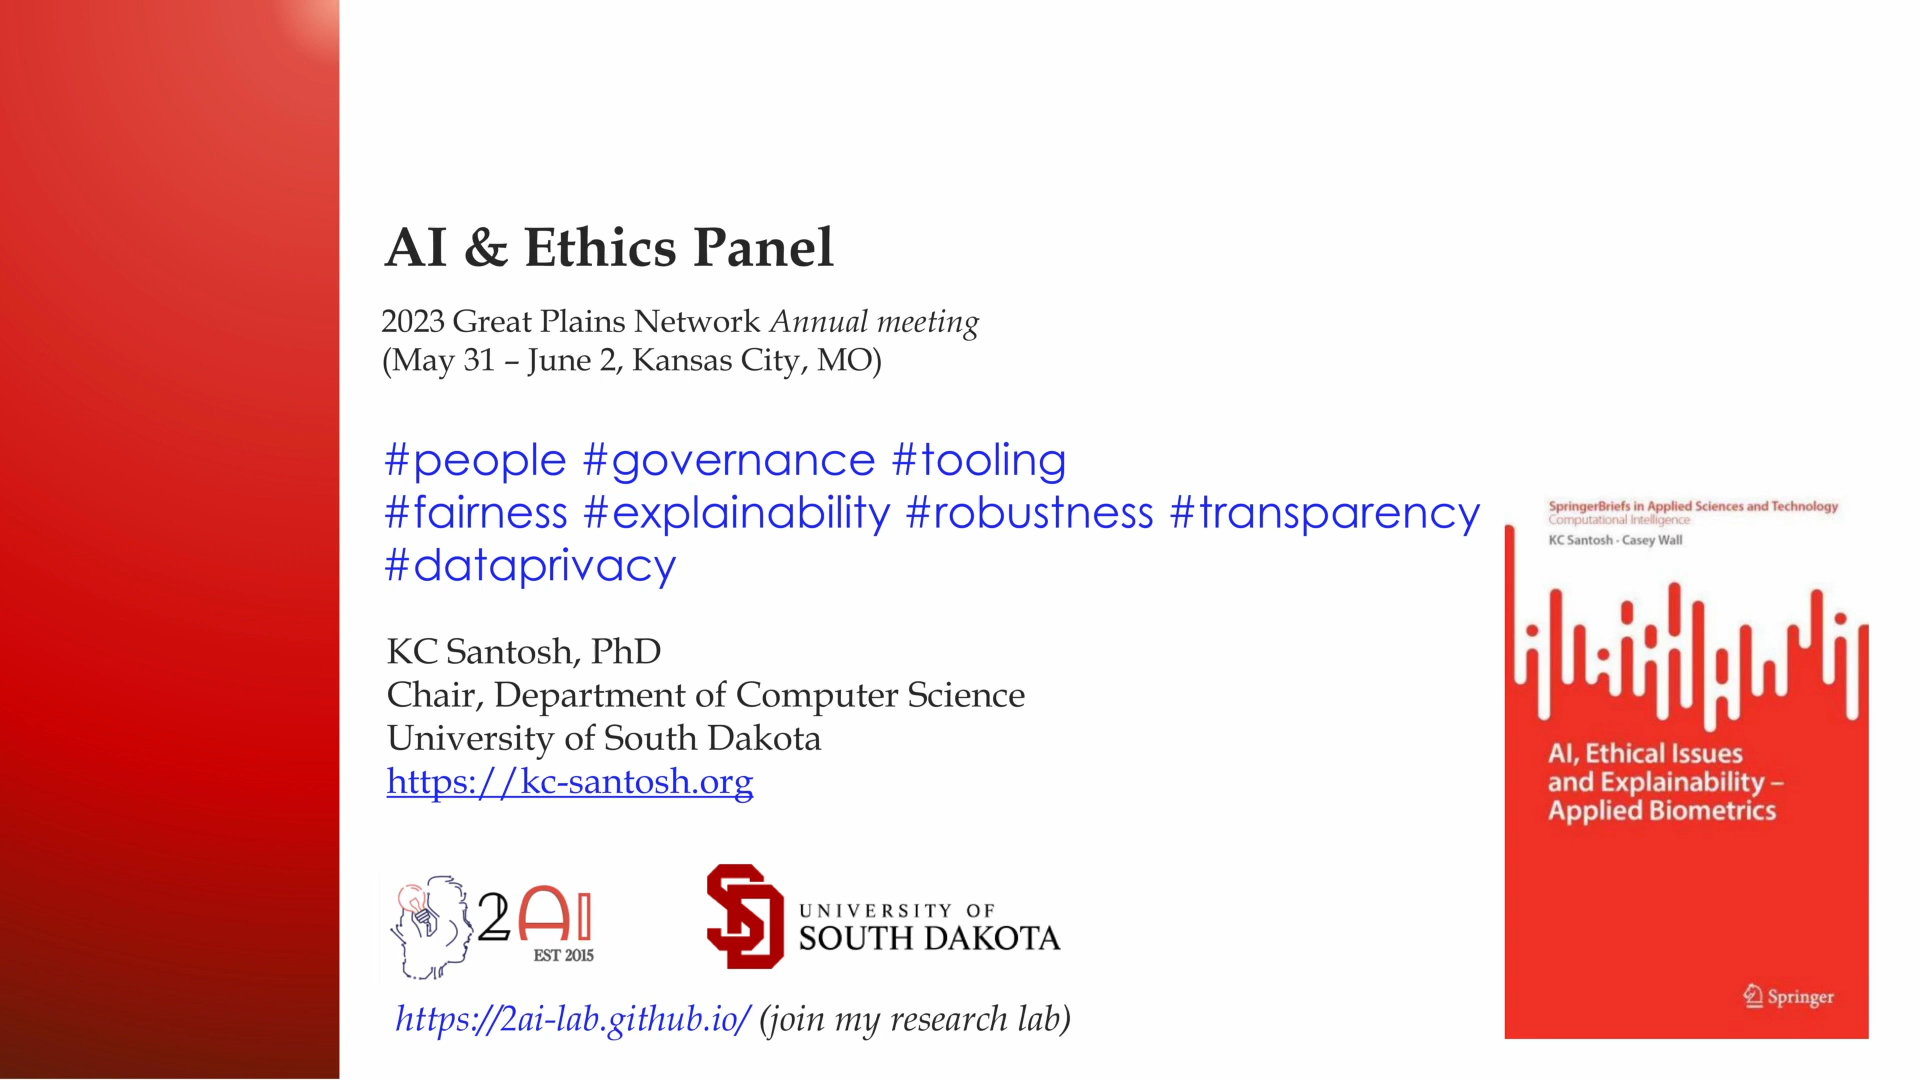 AI & Ethics Panel
2023 Great Plains Network Annual meeting
(May 31 – June 2, Kansas City, MO)
#people #governance #tooling
#fairness #explainability #robustness #transparency
#dataprivacy
KC Santosh, PhD
Chair, Department of Computer Science
University of South Dakota
https://kc-santosh.org
2AI
EST 2015
SD
UNIVERSITY OF
SOUTH DAKOTA
https://2ai-lab.github.io/ (join my research lab)
SpringerBriefs in Applied Sciences and Technology
Computational Intelligence
KC Santosh · Casey Wall
AI, Ethical Issues
and Explainability –
Applied Biometrics
Springer